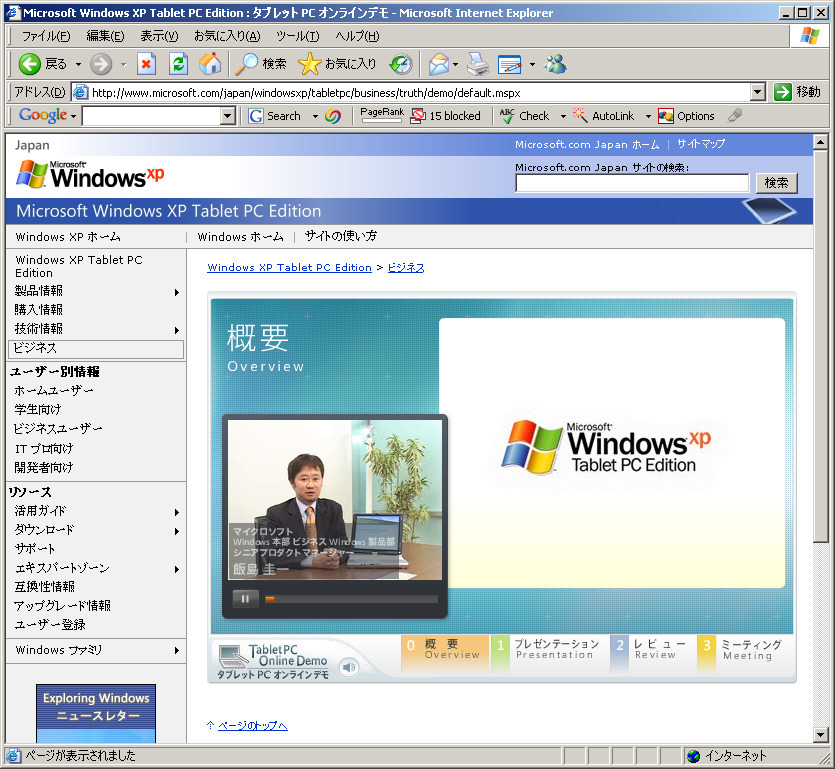 Microsoft Windows XP Tablet PC Edition : タブレット PC オンラインデモ - Microsoft Internet Explorer
ファイル(F) 編集(E) 表示(V) お気に入り(A) ツール(T) ヘルプ(H)
戻る 検索 お気に入り
アドレス(D) http://www.microsoft.com/japan/windowsxp/tabletpc/business/truth/demo/default.mspx 移動
Google G Search PageRank 15 blocked ABC Check AutoLink Options
Japan
Microsoft.com Japan ホーム | サイトマップ
Microsoft Windows xp
Microsoft.com Japan サイトの検索:
検索
Microsoft Windows XP Tablet PC Edition
Windows XP ホーム | Windows ホーム | サイトの使い方
Windows XP Tablet PC
Edition
製品情報
購入情報
技術情報
ビジネス
ユーザー別情報
ホームユーザー
学生向け
ビジネスユーザー
IT プロ向け
開発者向け
リソース
活用ガイド
ダウンロード
サポート
エキスパートゾーン
互換性情報
アップグレード情報
ユーザー登録
Windows ファミリ
Exploring Windows
ニュースレター
Windows XP Tablet PC Edition > ビジネス
概要
Overview
マイクロソフト
Windows 本部 ビジネス Windows 製品部
シニアプロダクトマネージャー
飯島 圭一
Microsoft
Windows xp
Tablet PC Edition
Tablet PC
Online Demo
タブレット PC オンラインデモ
0 概 要
Overview
1 プレゼンテーション
Presentation
2 レ ビ ュ ー
Review
3 ミーティング
Meeting
↑ ページのトップへ
ページが表示されました インターネット